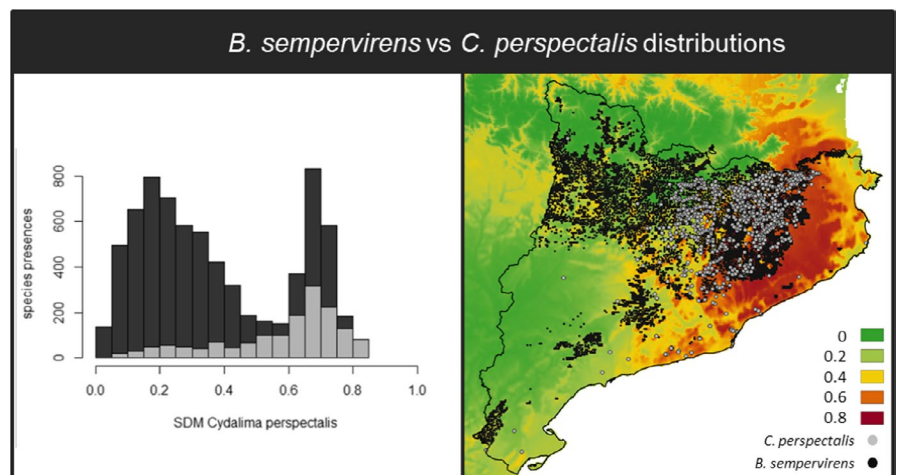 B. sempervirens vs C. perspectalis distributions
species presences
800
600
400
200
0
0.0 0.2 0.4 0.6 0.8 1.0
SDM Cydalima perspectalis
0
0.2
0.4
0.6
0.8
C. perspectalis
B. sempervirens